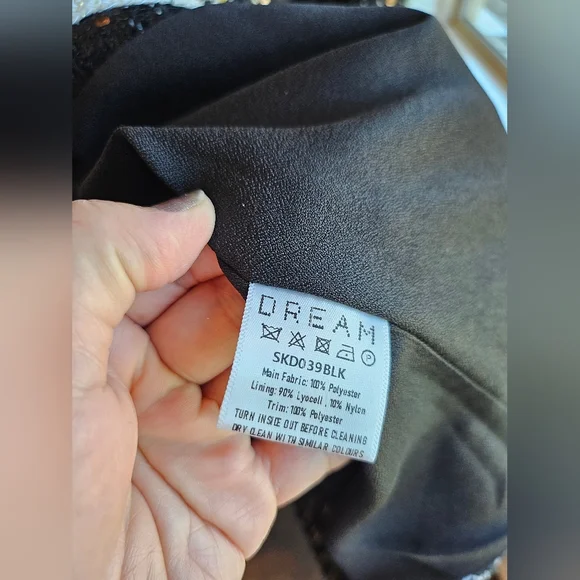 DREAM
P
SKD039BLK
Main Fabric: 100% Polyuster
Lining: 90% Lyocell , 10% Nylon
Trim: 100% Polyester
TURN INSIDE OUT BEFORE CLEANING
DRY CLEAN WITH SIMILAR COLOURS